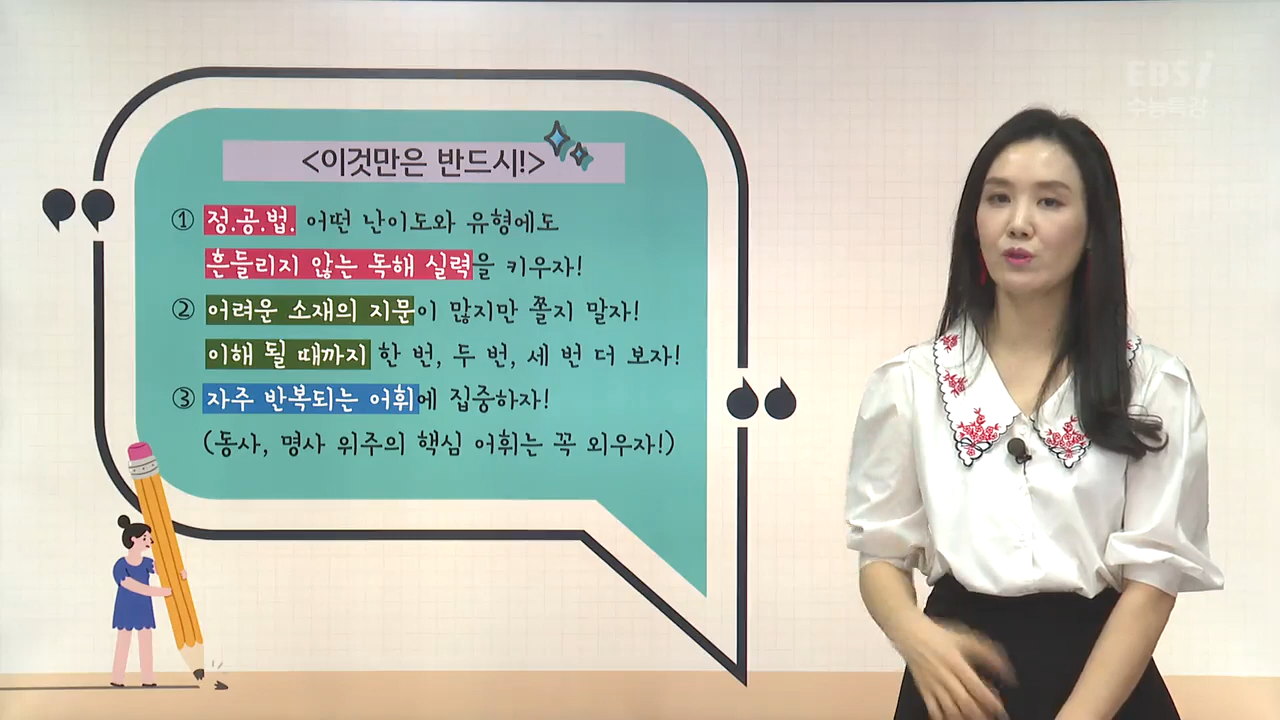 EBSi
수능특강
<이것만은 반드시!>
① 정.공.법. 어떤 난이도와 유형에도
흔들리지 않는 독해 실력을 키우자!
② 어려운 소재의 지문이 많지만 쫄지 말자!
이해 될 때까지 한 번, 두 번, 세 번 더 보자!
③ 자주 반복되는 어휘에 집중하자!
(동사, 명사 위주의 핵심 어휘는 꼭 외우자!)